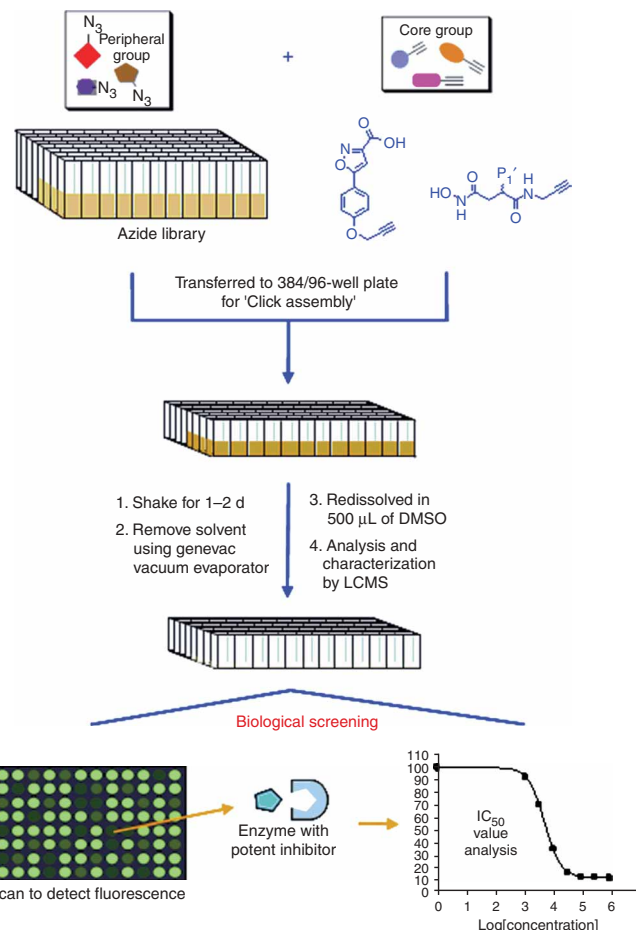 N3
Peripheral
group
N3
N3
+
Core group
Azide library
O
OH
N
O
O
HO
N
H
O
P1′
H
N
O
Transferred to 384/96-well plate
for 'Click assembly'
1. Shake for 1–2 d
2. Remove solvent
using genevac
vacuum evaporator
3. Redissolved in
500 μL of DMSO
4. Analysis and
characterization
by LCMS
Biological screening
can to detect fluorescence
Enzyme with
potent inhibitor
110
100
90
80
70
60
50
40
30
20
10
0
IC50
value
analysis
0 1 2 3 4 5 6
Log[concentration]